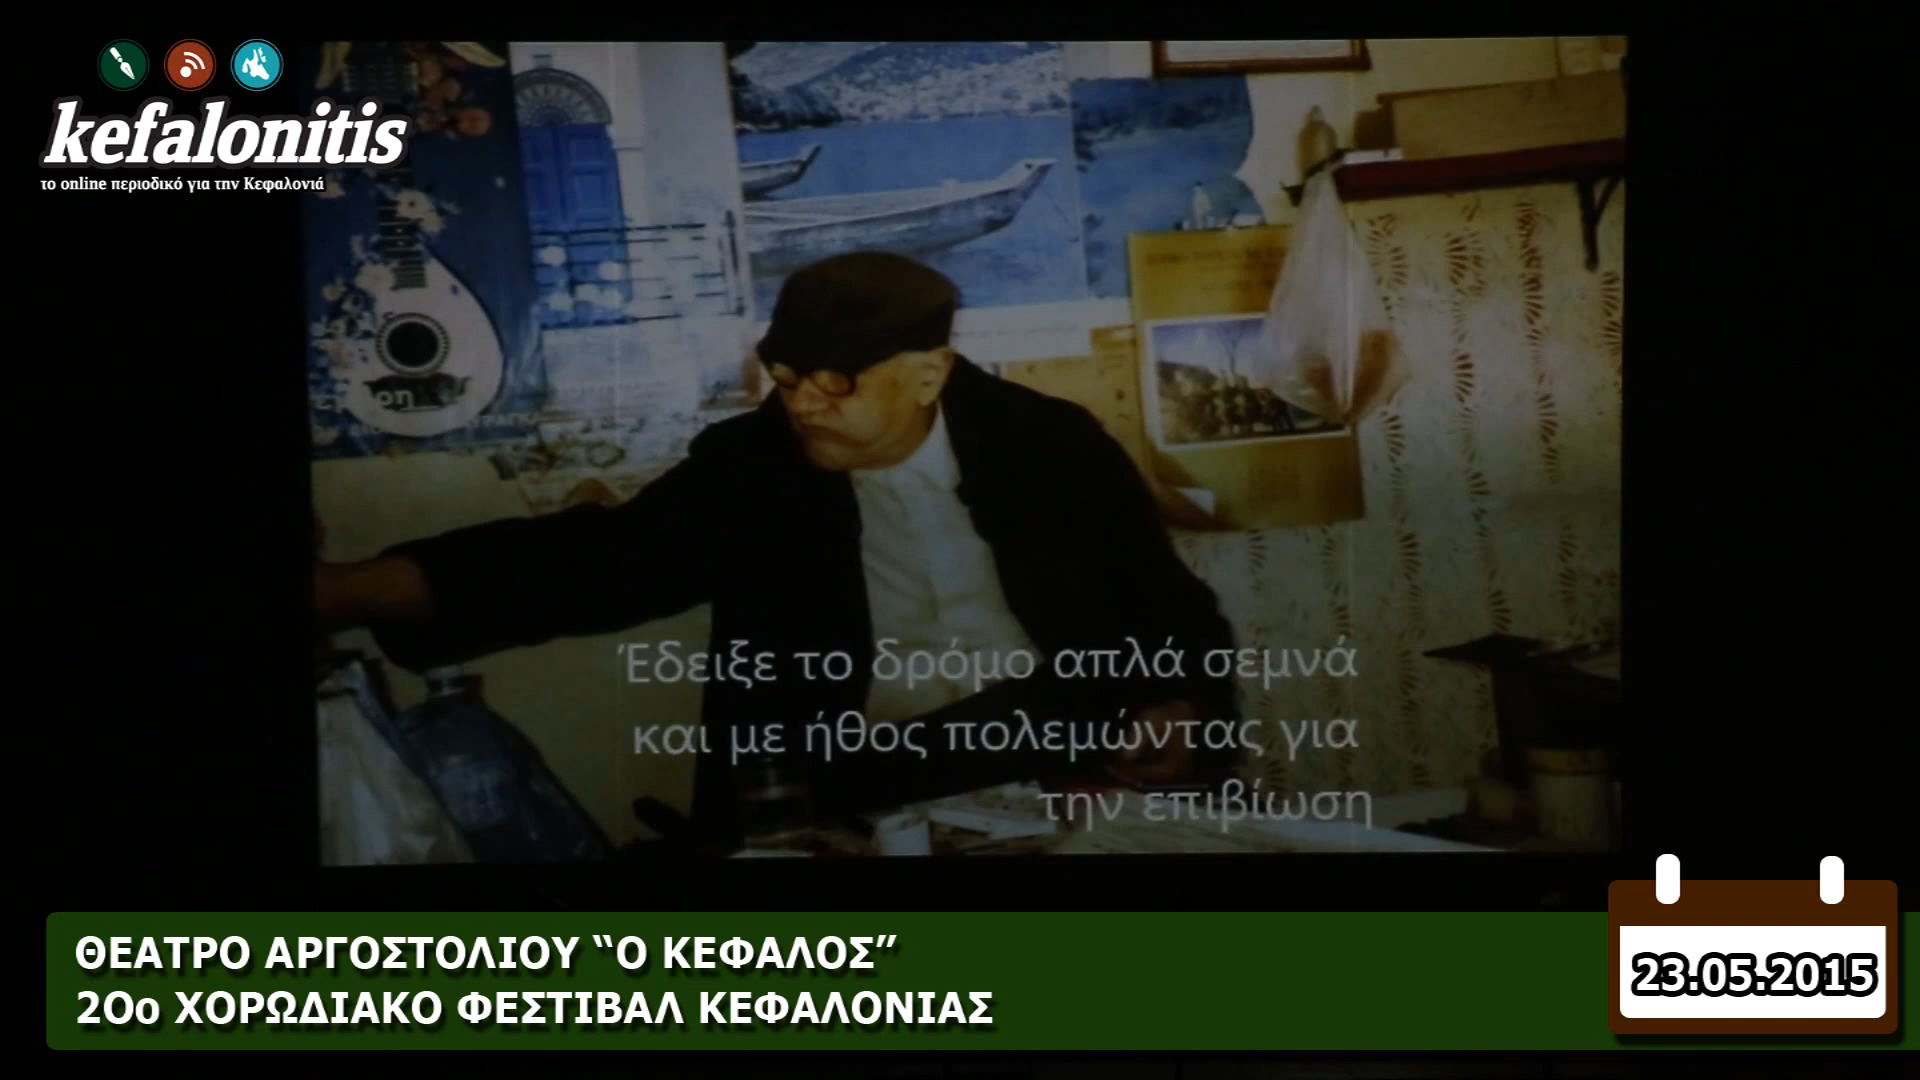 kefalonitis
το online περιοδικό για την Κεφαλονιά
Έδειξε το δρόμο απλά σεμνά
και με ήθος πολεμώντας για
την επιβίωση
ΘΕΑΤΡΟ ΑΡΓΟΣΤΟΛΙΟΥ “Ο ΚΕΦΑΛΟΣ”
2Οο ΧΟΡΩΔΙΑΚΟ ΦΕΣΤΙΒΑΛ ΚΕΦΑΛΟΝΙΑΣ
23.05.2015